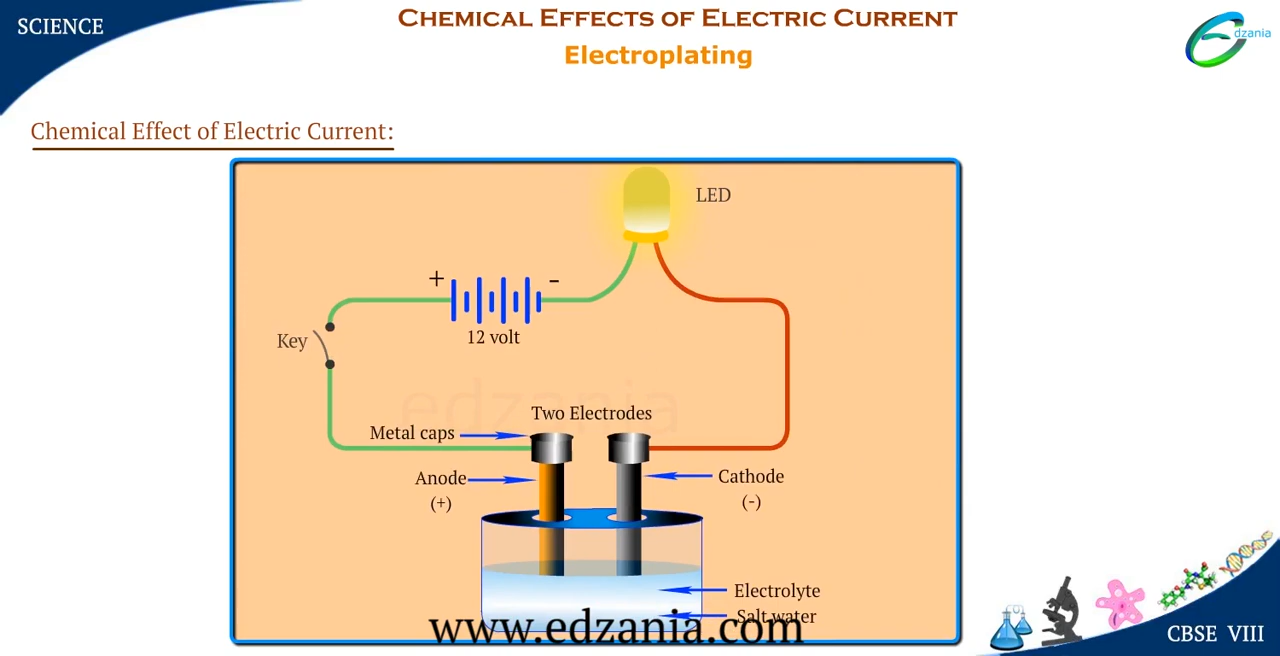 SCIENCE
CHEMICAL EFFECTS OF ELECTRIC CURRENT
Electroplating
Edzania
Chemical Effect of Electric Current:
LED
+ -
12 volt
Key
edzania
Two Electrodes
Metal caps
Anode
(+)
Cathode
(-)
Electrolyte
Salt water
www.edzania.com
CBSE VIII